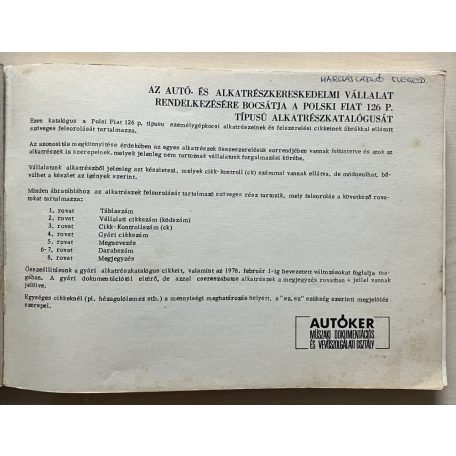 HARGAS LÁSZLÓ SZEGED.
AZ AUTÓ- ÉS ALKATRÉSZKERESKEDELMI VÁLLALAT
RENDELKEZÉSÉRE BOCSÁTJA A POLSKI FIAT 126 P.
TÍPUSÚ ALKATRÉSZKATALÓGUSÁT
Ezen katalógus a Polsi Fiat 126 p. tipusu személygépkocsi alkatrészeinek és felszerelési cikkeinek ábrákkal ellátott
szöveges felsorolását tartalmazza.
Az azonositás megkönnyitése érdekében az egyes alkatrészek összeszerelésük sorrendjében vannak feltüntetve és azok az
alkatrészek is szerepelnek, melyek jelenleg nem tartoznak vállalatunk forgalmazási körébe.
Vállalatunk alkatrészből jelenleg azt készletezi, melyek cikk-kontroll (ck) számmal vannak ellátva, de módosulhat, bő-
vülhet a készlet az igények szerint.
Minden ábratáblához az alkatrészek felsorolását tartalmazó szöveges rész tartozik, mely felsorolás a következő rova-
tokat tartalmazza:
1. rovat Táblaszám
2. rovat Vállalati cikkszám (kódszám)
3. rovat Cikk-Kontrollszám (ck)
4. rovat Gyári cikkszám
5. rovat Megnevezés
6-7. rovat Darabszám
8. rovat Megjegyzés
Összeállitásunk a gyári alkatrészkatalógus cikkeit, valamint az 1978. február 1-ig bevezetett változásokat foglalja ma-
gában. A gyári dokumentációtól eltérő, de azzal csereszabatos alkatrészek a megjegyzés rovatban + jellel vannak
jelölve.
Egységes cikkeknél (pl. hézagolólemez stb.) a mennyiségi meghatározás helyett, a "sz. sz" szükség szerinti megjelölés
szerepel.
AUTÓKER
MŰSZAKI DOKUMENTÁCIÓS
ÉS VEVŐSZOLGÁLATI OSZTÁLY